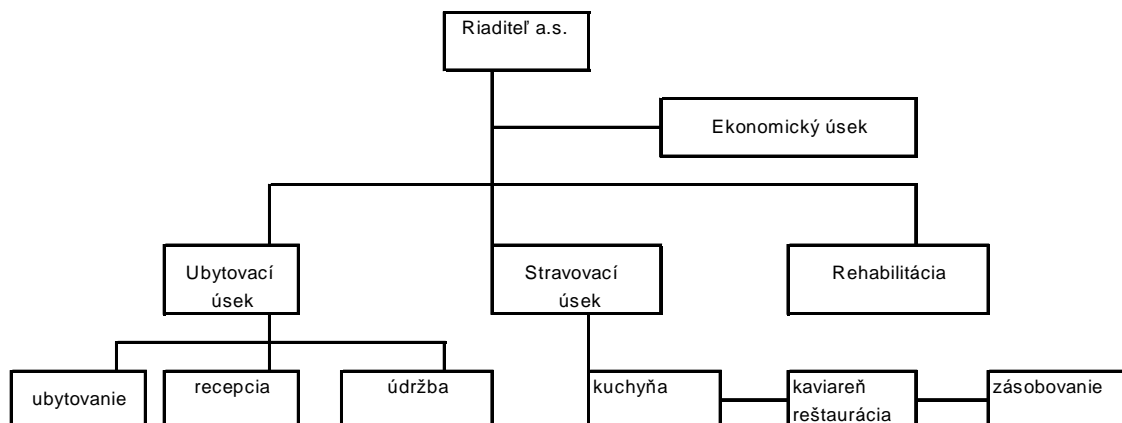 Riaditeľ a.s.
Ekonomický úsek
Ubytovací
úsek
Stravovací
úsek
Rehabilitácia
ubytovanie
recepcia
údržba
kuchyňa
kaviareň
reštaurácia
zásobovanie